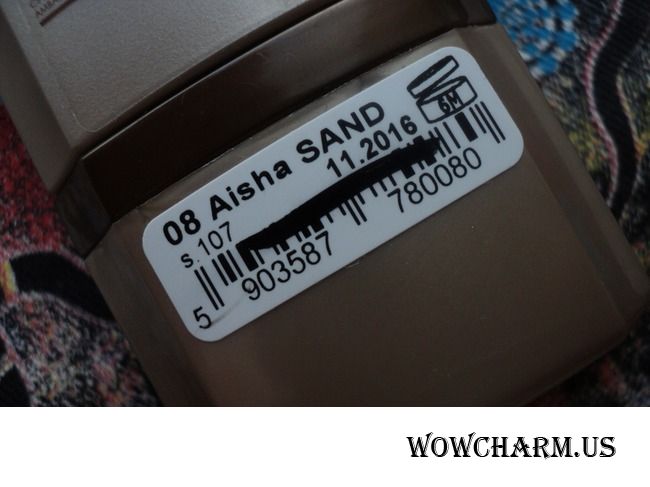 08 Aisha SAND
s.107 11.2016
6M
5 903587 780080
WOWCHARM.US